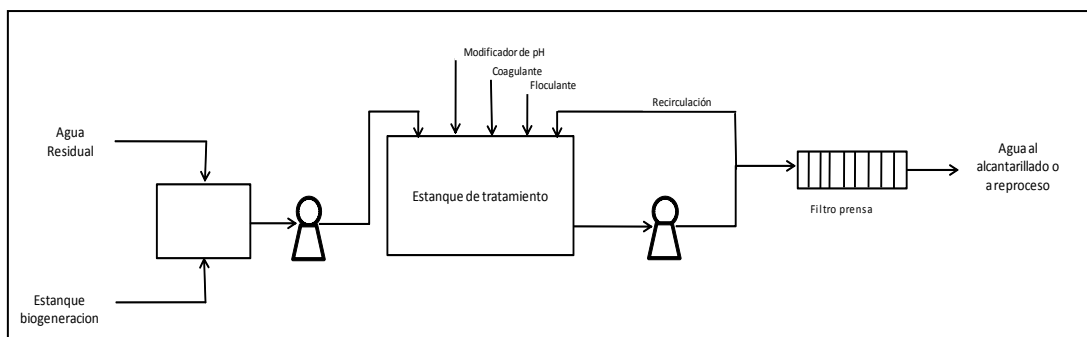 Modificador de pH
Coagulante
Floculante
Recirculación
Agua
Residual
Estanque de tratamiento
Agua al
alcantarillado o
a reproceso
Filtro prensa
Estanque
biogeneracion